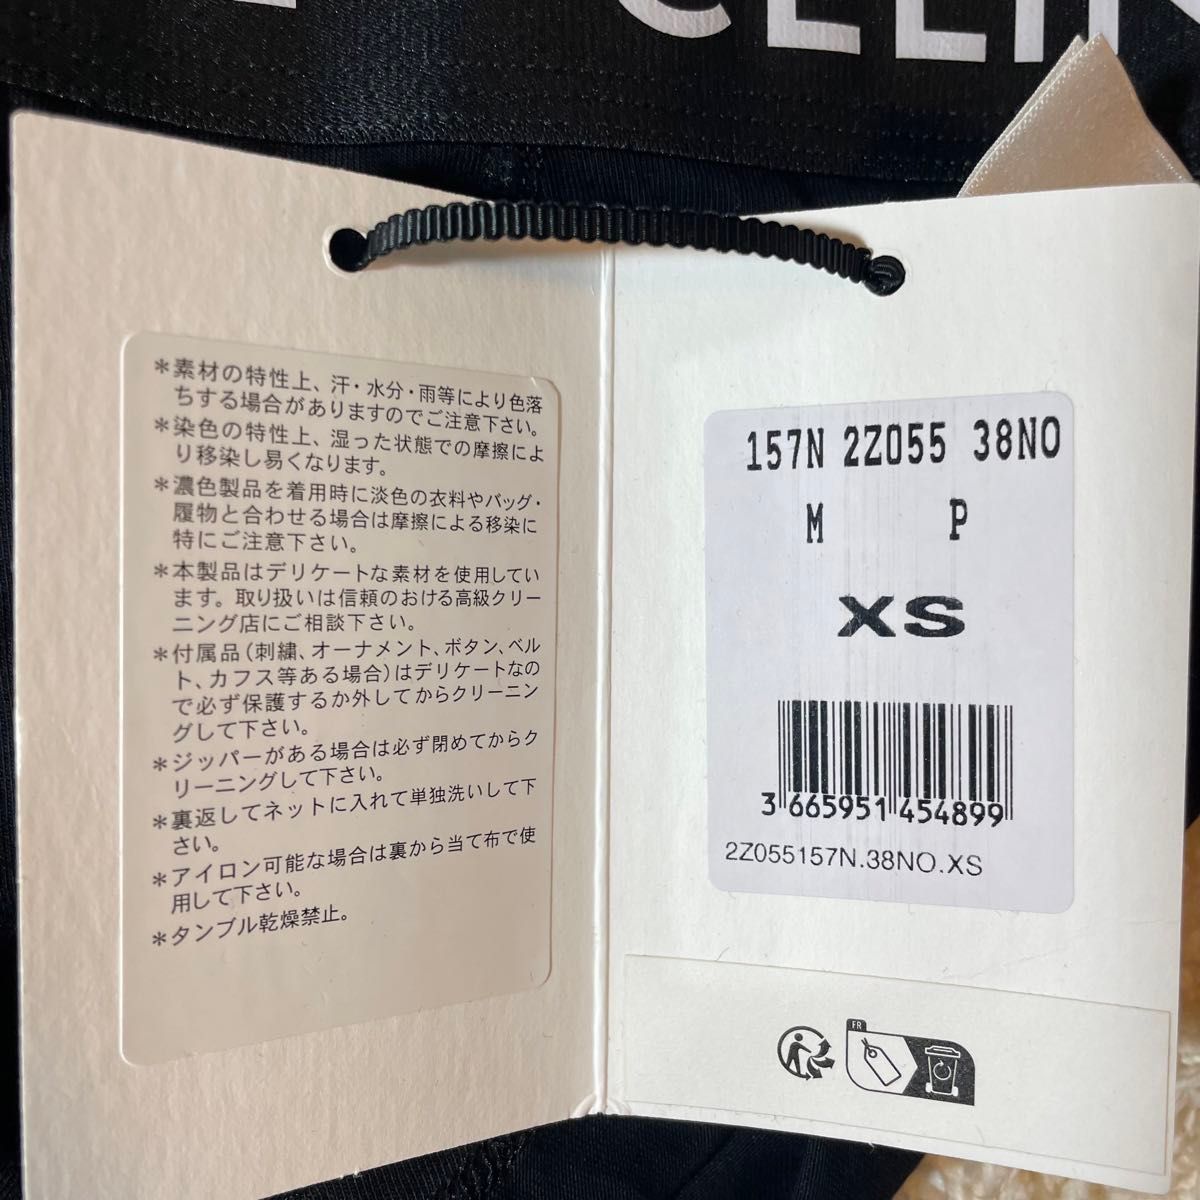 CELIN
＊素材の特性上、汗・水分・雨等により色落
ちする場合がありますのでご注意下さい。
＊染色の特性上、湿った状態での摩擦によ
り移染し易くなります。
＊濃色製品を着用時に淡色の衣料やバッグ・
履物と合わせる場合は摩擦による移染に
特にご注意下さい。
＊本製品はデリケートな素材を使用してい
ます。取り扱いは信頼のおける高級クリー
ニング店にご相談下さい。
＊付属品（刺繍、オーナメント、ボタン、ベル
ト、カフス等ある場合）はデリケートなの
で必ず保護するか外してからクリーニン
グして下さい。
＊ジッパーがある場合は必ず閉めてからク
リーニングして下さい。
＊裏返してネットに入れて単独洗いして下
さい。
＊アイロン可能な場合は裏から当て布で使
用して下さい。
＊タンブル乾燥禁止。
157N 2Z055 38NO
M P
XS
3 665951 454899
2Z055157N.38NO.XS
FR